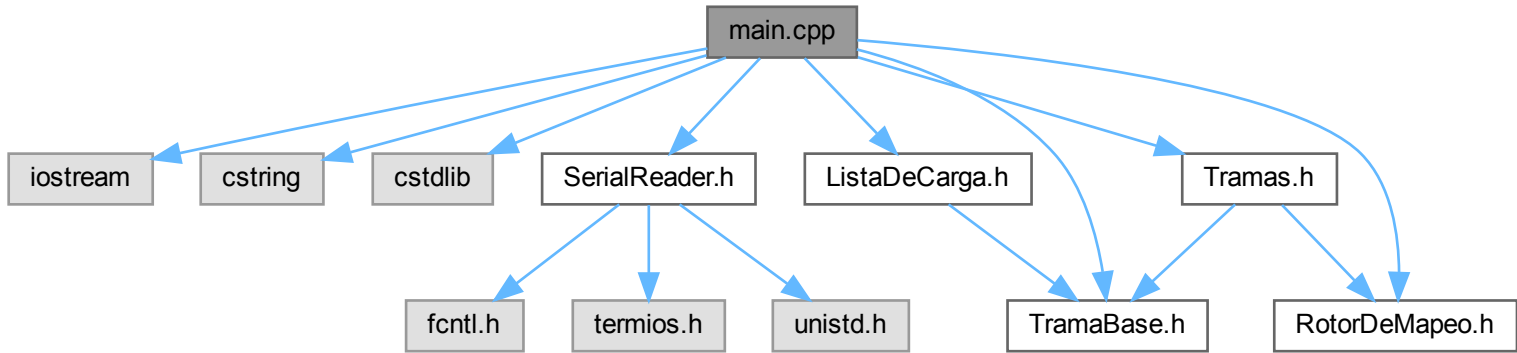 main.cpp
iostream
cstring
cstdlib
SerialReader.h
ListaDeCarga.h
Tramas.h
fcntl.h
termios.h
unistd.h
TramaBase.h
RotorDeMapeo.h